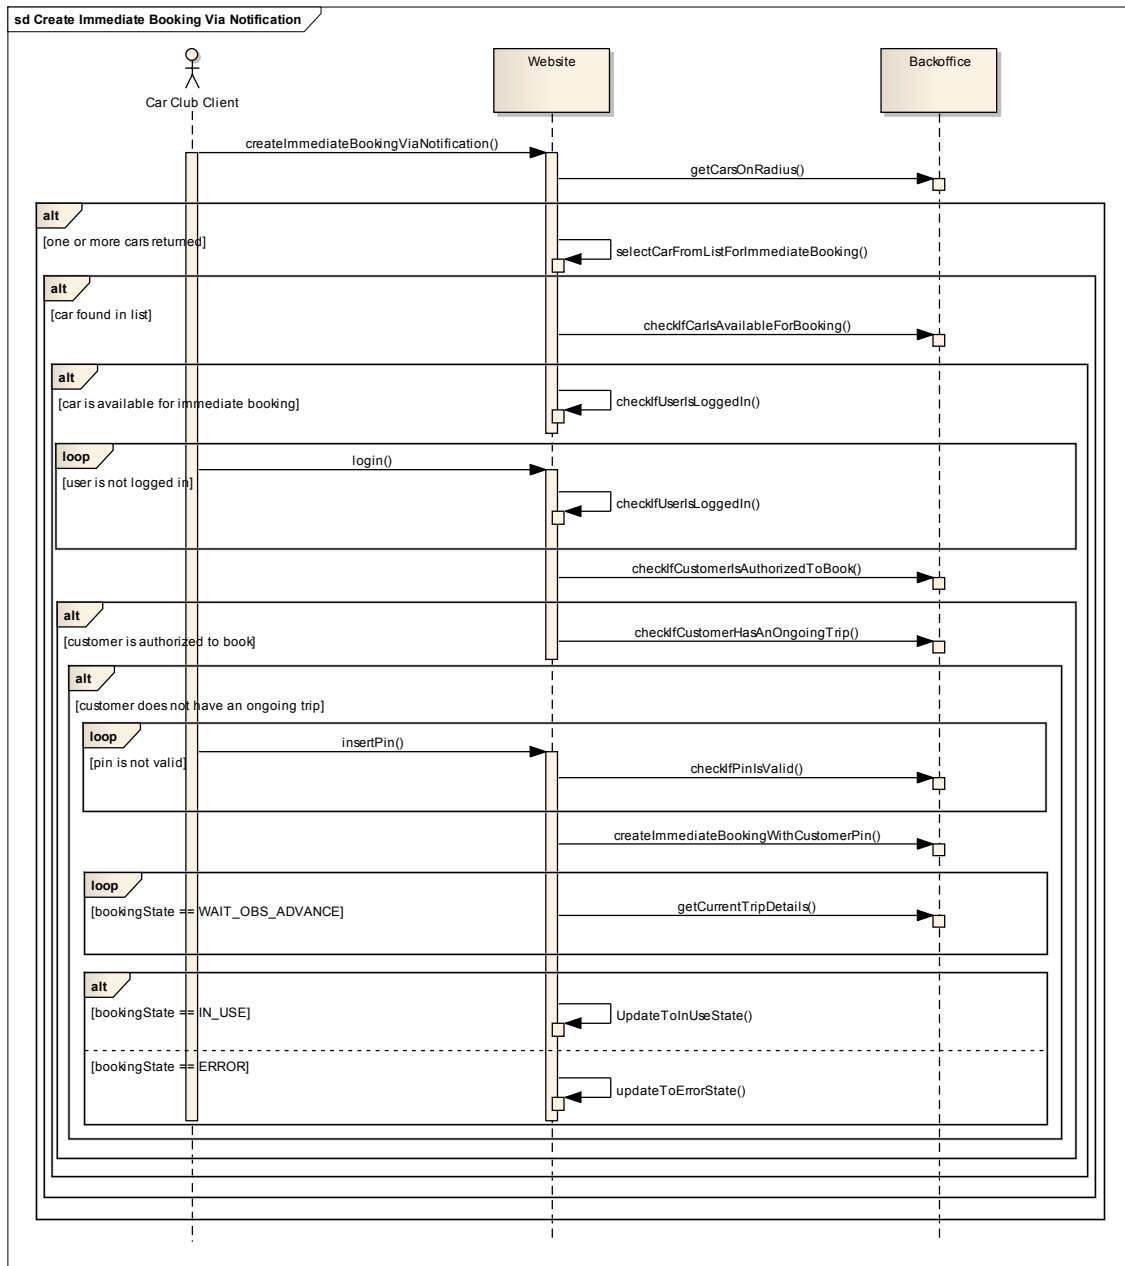 sd Create Immediate Booking Via Notification
Car Club Client
Website
Backoffice
createImmediateBookingViaNotification()
getCarsOnRadius()
alt
[one or more cars returned]
selectCarFromListForImmediateBooking()
alt
[car found in list]
checkIfCarIsAvailableForBooking()
alt
[car is available for immediate booking]
checkIfUserIsLoggedIn()
loop
[user is not logged in]
login()
checkIfUserIsLoggedIn()
checkIfCustomerIsAuthorizedToBook()
alt
[customer is authorized to book]
checkIfCustomerHasAnOngoingTrip()
alt
[customer does not have an ongoing trip]
loop
[pin is not valid]
insertPin()
checkIfPinIsValid()
createImmediateBookingWithCustomerPin()
loop
[bookingState == WAIT_OBS_ADVANCE]
getCurrentTripDetails()
alt
[bookingState == IN_USE]
UpdateToInUseState()
[bookingState == ERROR]
updateToErrorState()